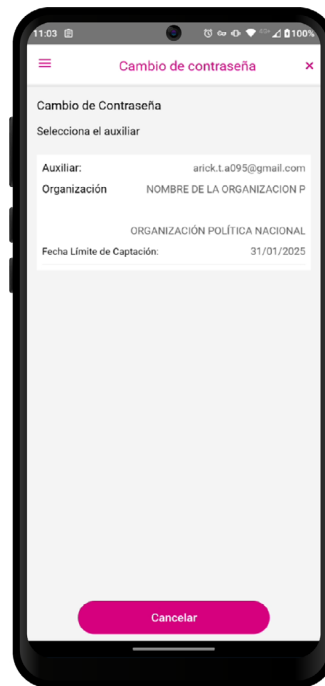 11:03
100%
Cambio de contraseña ×
Cambio de Contraseña
Selecciona el auxiliar
Auxiliar: arick.t.a095@gmail.com
Organización NOMBRE DE LA ORGANIZACION P
ORGANIZACIÓN POLÍTICA NACIONAL
Fecha Límite de Captación: 31/01/2025
Cancelar